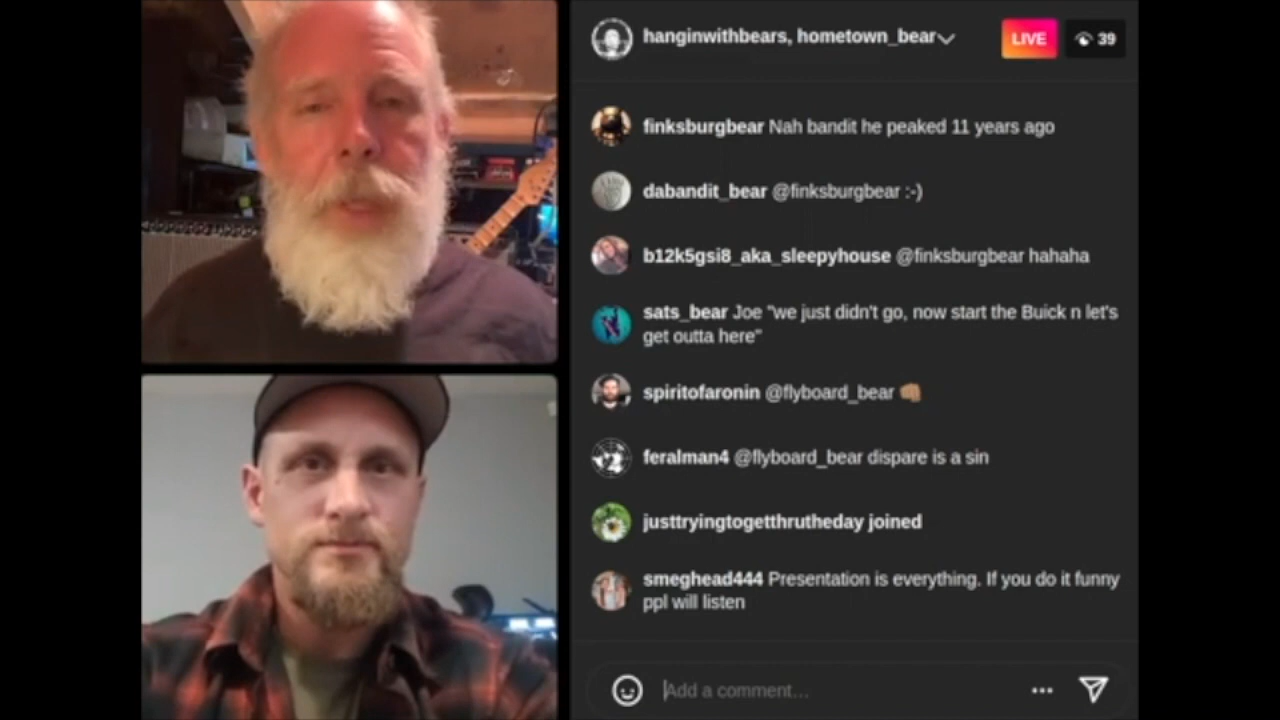 hanginwithbears, hometown_bear
LIVE
39
finksburgbear Nah bandit he peaked 11 years ago
dabandit_bear @finksburgbear :-)
b12k5gsi8_aka_sleepyhouse @finksburgbear hahaha
sats_bear Joe "we just didn't go, now start the Buick n let's
get outta here"
spiritofaronin @flyboard_bear 👊🏽
feralman4 @flyboard_bear dispare is a sin
justtryingtogetthrutheday joined
smeghead444 Presentation is everything. If you do it funny
ppl will listen
Add a comment…